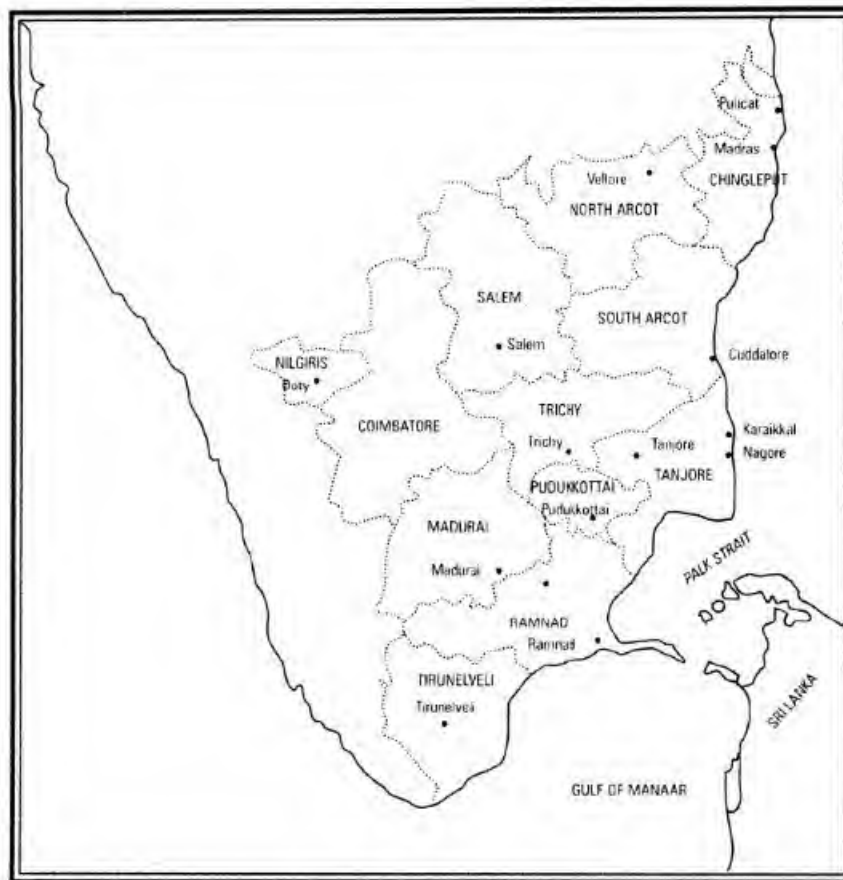 Pulicat
Madras
CHINGLEPUT
Vellore
NORTH ARCOT
SALEM
Salem
SOUTH ARCOT
Cuddalore
NILGIRIS
Ooty
COIMBATORE
TRICHY
Trichy
Tanjore
TANJORE
Karaikkal
Nagore
PUDUKKOTTAI
Pudukkottai
MADURAI
Madurai
PALK STRAIT
RAMNAD
Ramnad
TIRUNELVELI
Tirunelveli
SRI LANKA
GULF OF MANAAR